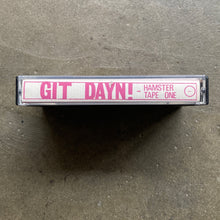 GIT DAYN! - HAMSTER
TAPE ONE